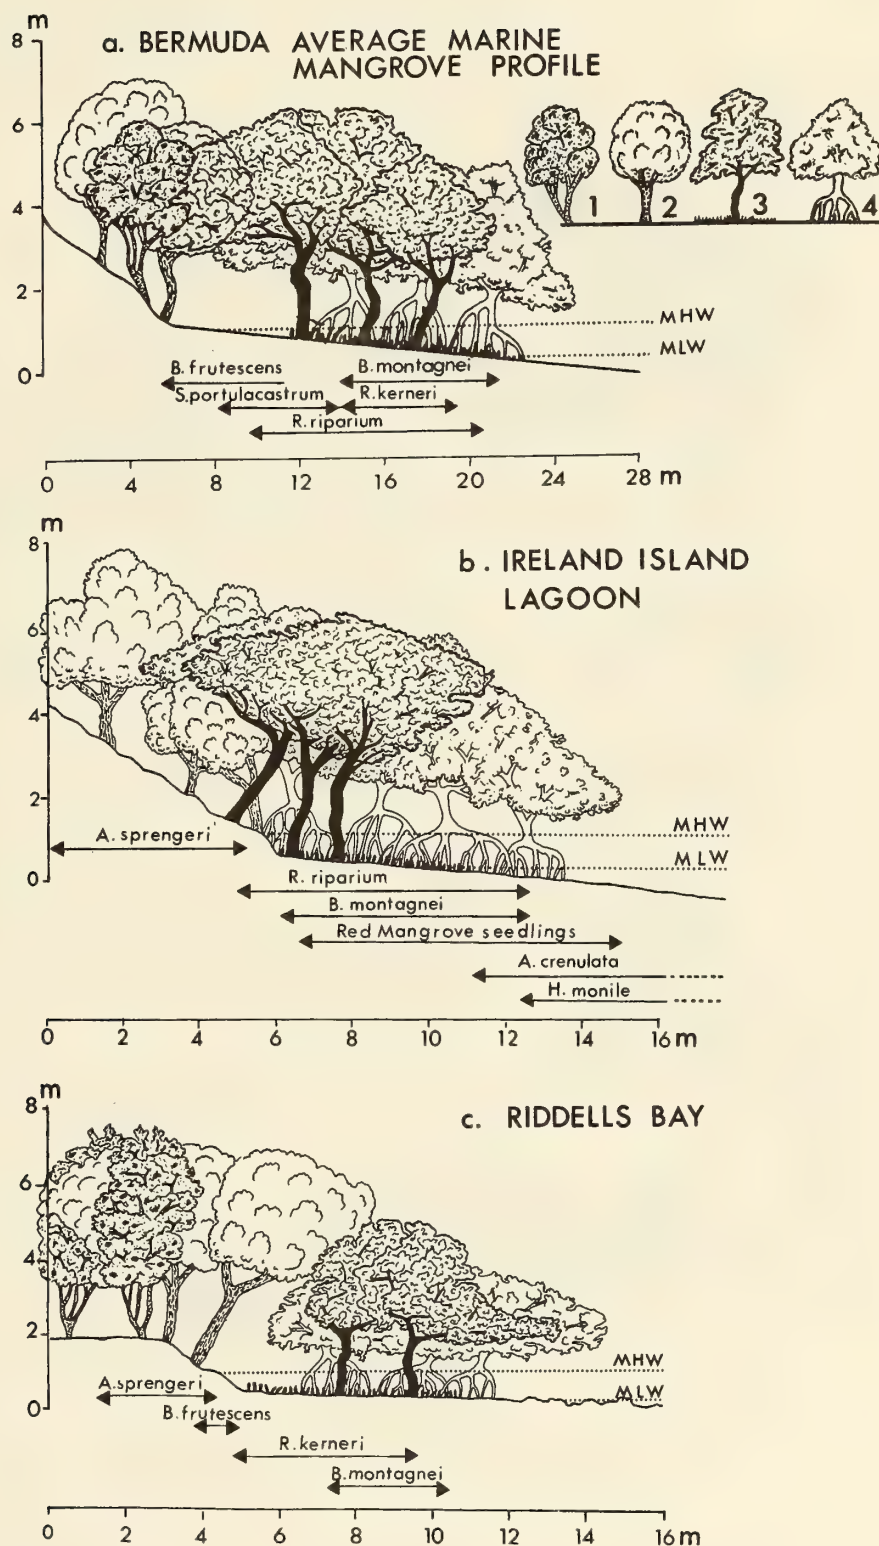 m
8
a. BERMUDA AVERAGE MARINE
MANGROVE PROFILE
6
4
2
0
1 2 3 4
MHW
MLW
B. frutescens
B. montagnei
S. portulacastrum
R. kerneri
R. riparium
0 4 8 12 16 20 24 28 m
m
8
b. IRELAND ISLAND
LAGOON
6
4
2
0
MHW
MLW
A. sprengeri
R. riparium
B. montagnei
Red Mangrove seedlings
A. crenulata
H. monile
0 2 4 6 8 10 12 14 16 m
m
8
c. RIDDELLS BAY
6
4
2
0
MHW
MLW
A. sprengeri
B. frutescens
R. kerneri
B. montagnei
0 2 4 6 8 10 12 14 16 m